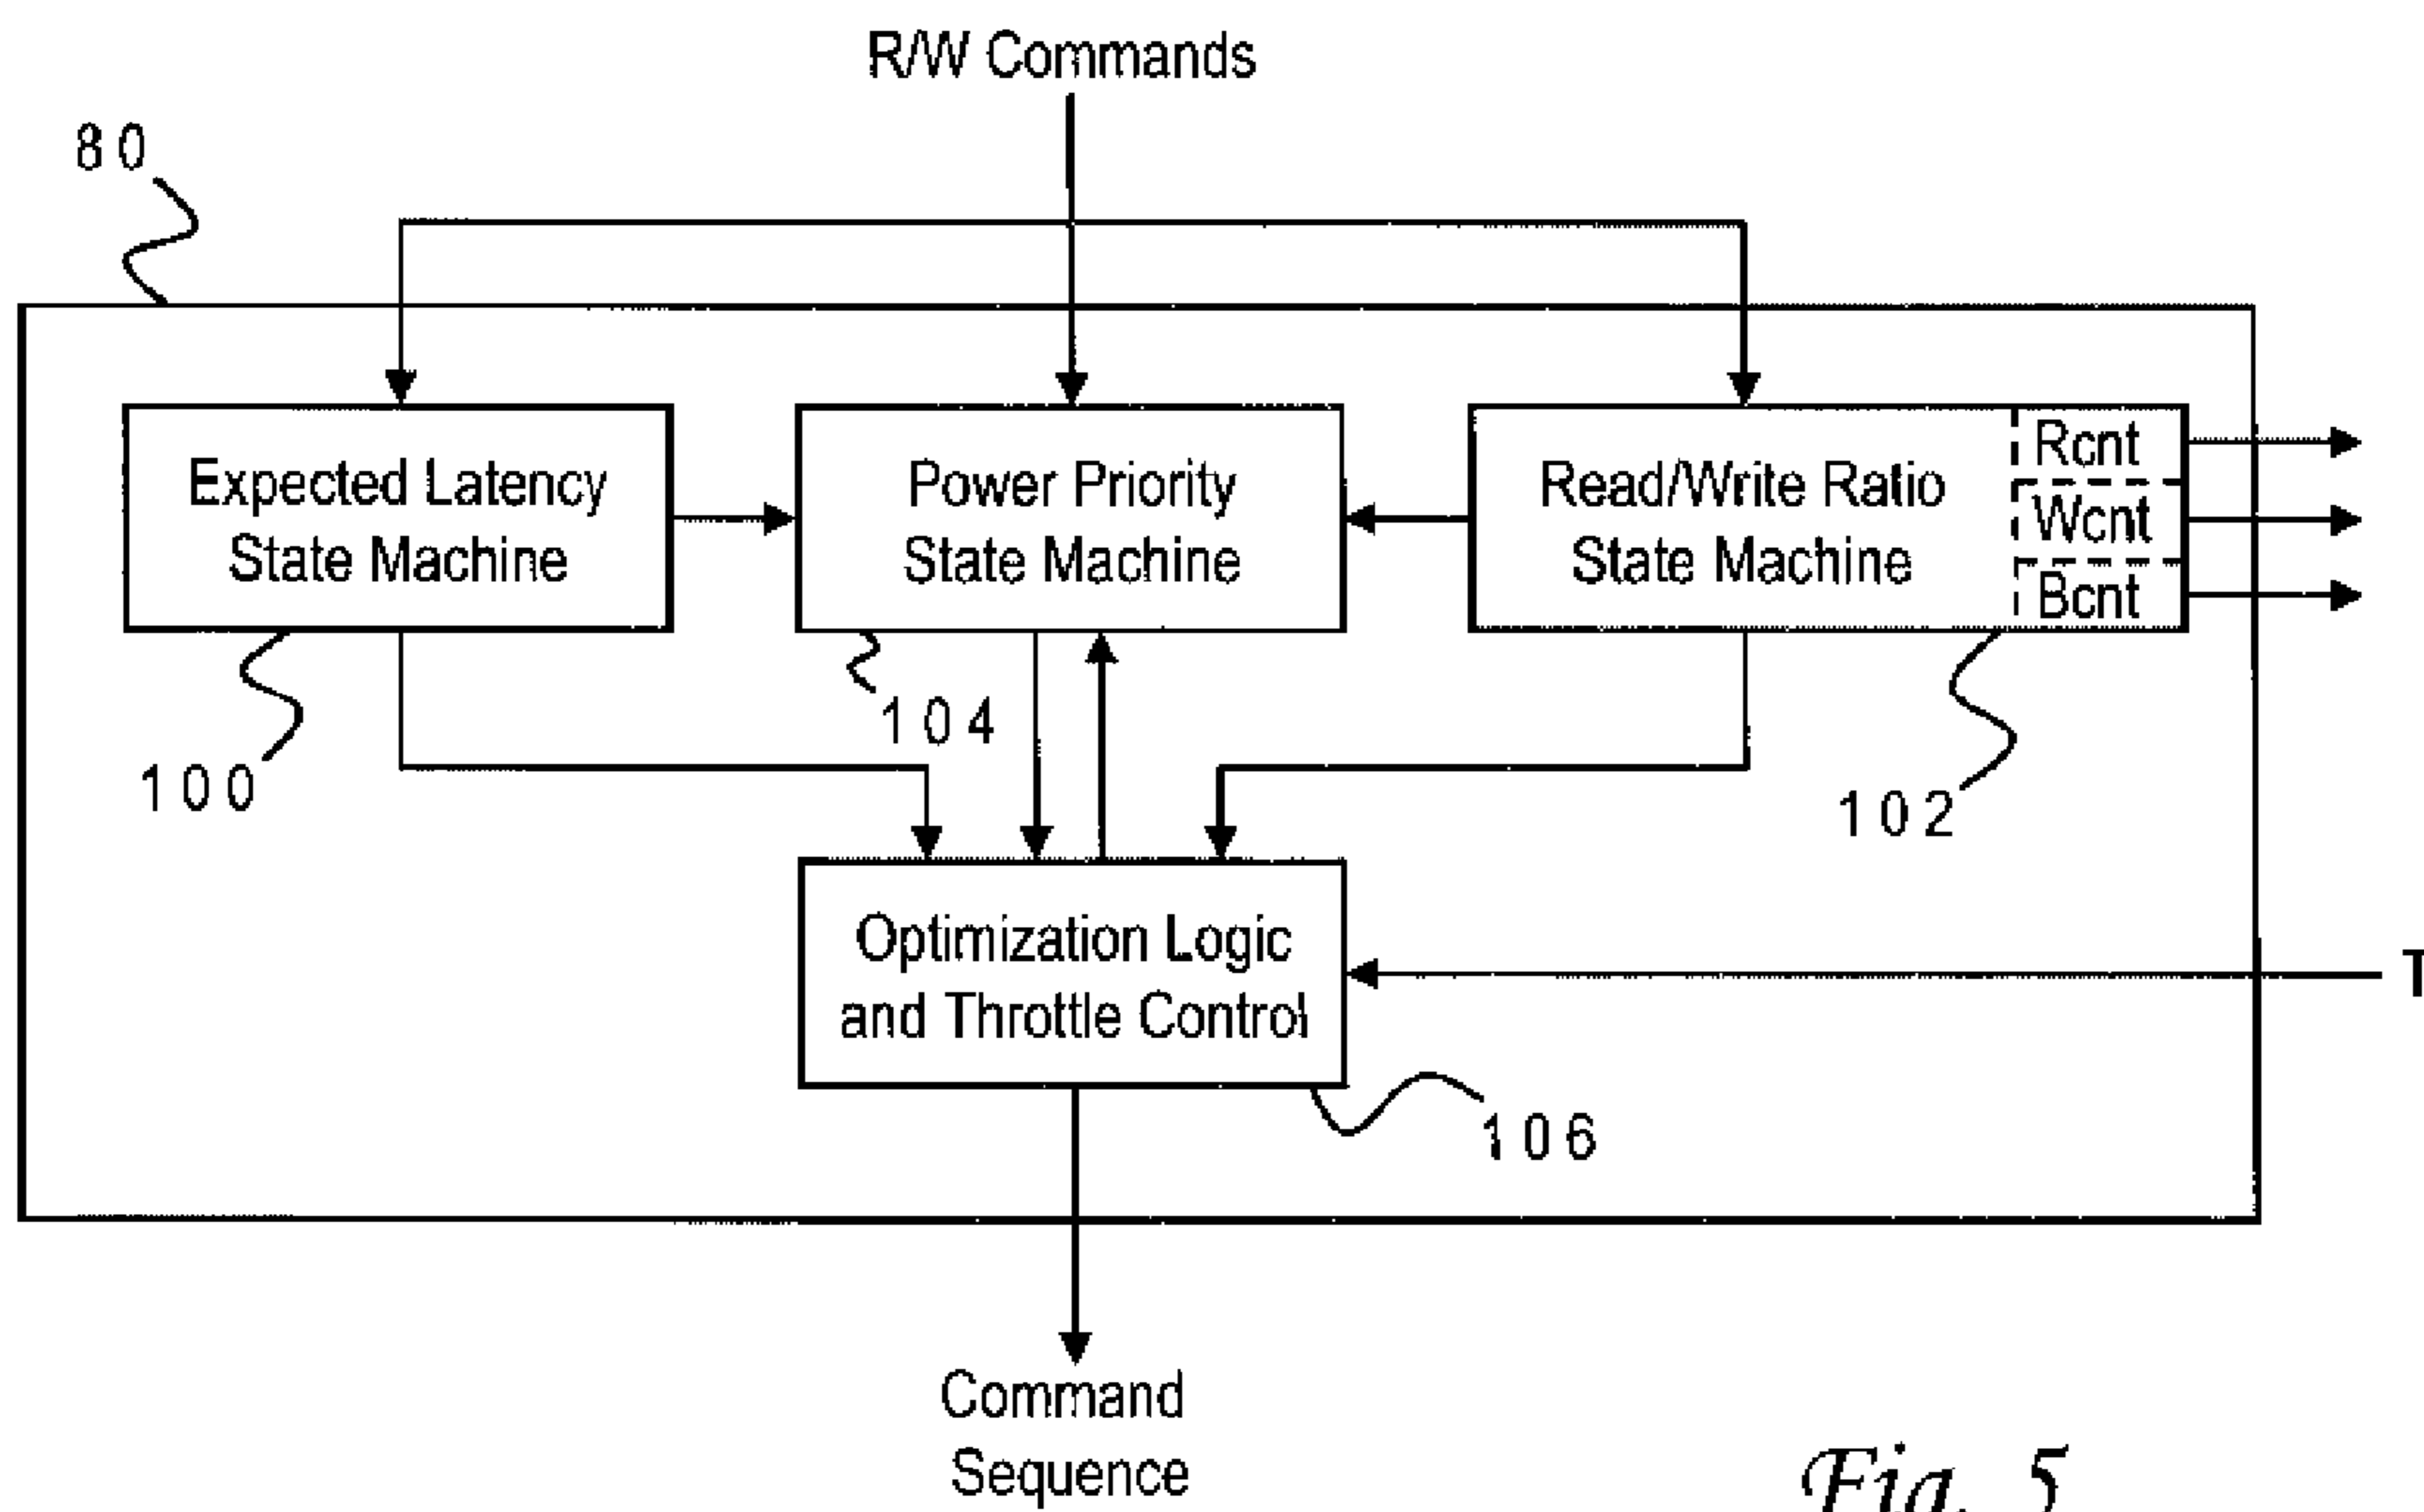 R/W Commands
80
Expected Latency
State Machine
Power Priority
State Machine
Read/Write Ratio
State Machine
Rcnt
Wcnt
Bcnt
100
104
102
Optimization Logic
and Throttle Control
T
106
Command
Sequence
Fig. 5